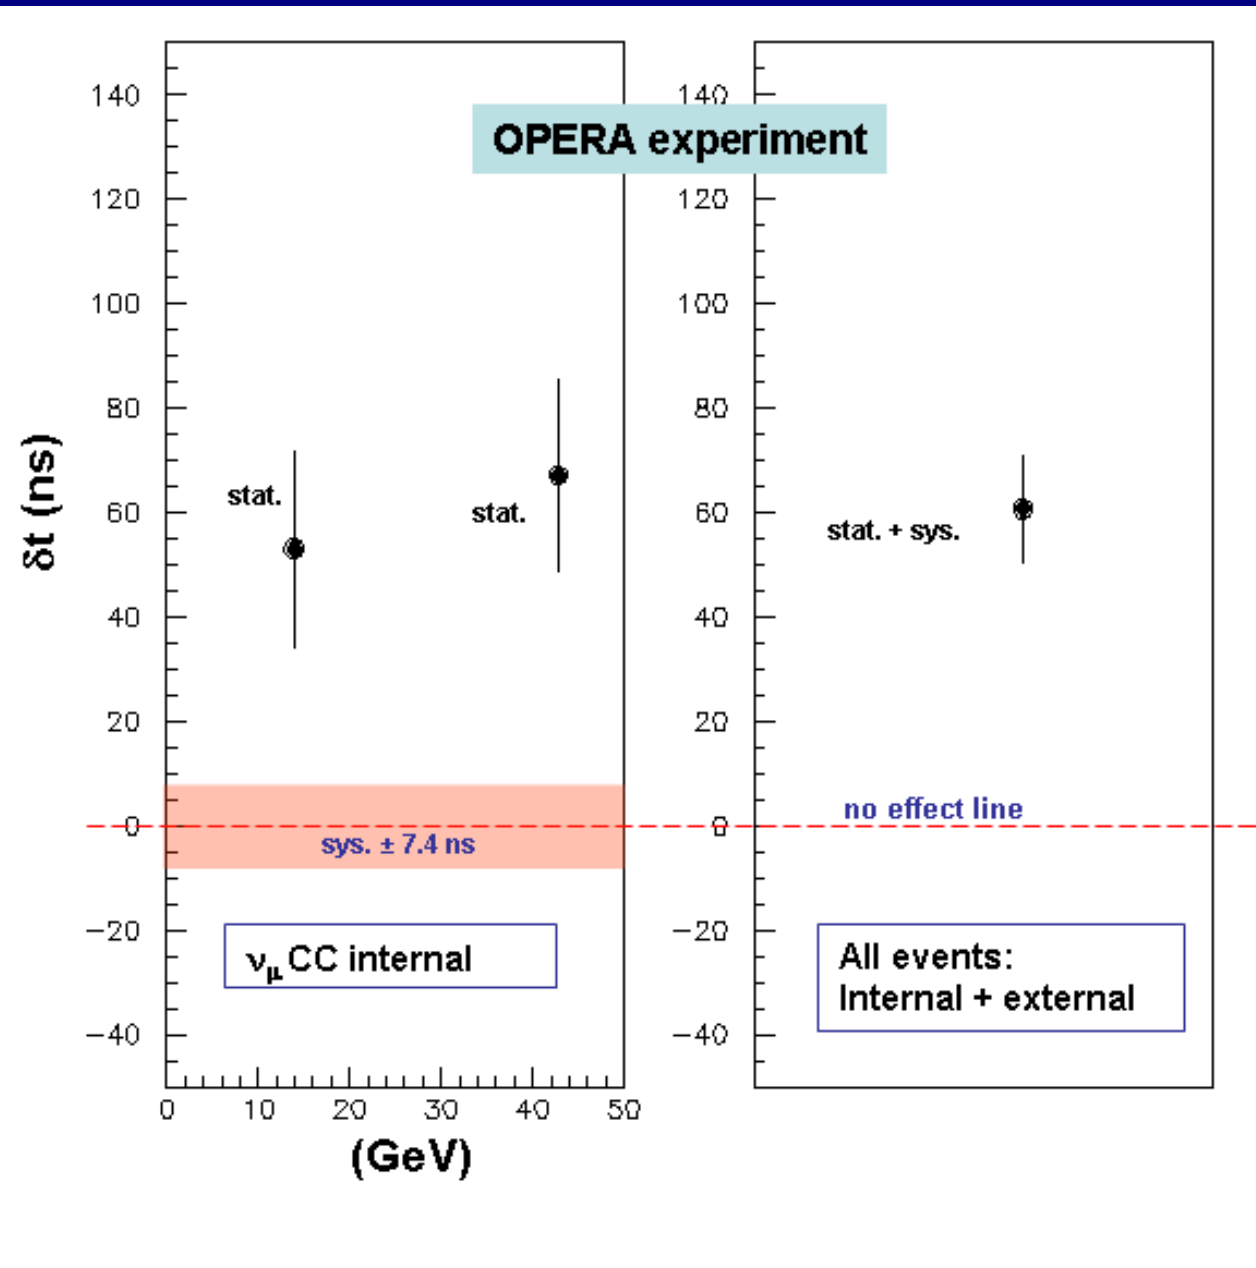 OPERA experiment
δt (ns)
140
120
100
80
60
40
20
0
−20
−40
stat.
stat.
sys. ± 7.4 ns
νμ CC internal
0 10 20 30 40 50
(GeV)
140
120
100
80
60
40
20
0
−20
−40
stat. + sys.
no effect line
All events:
Internal + external